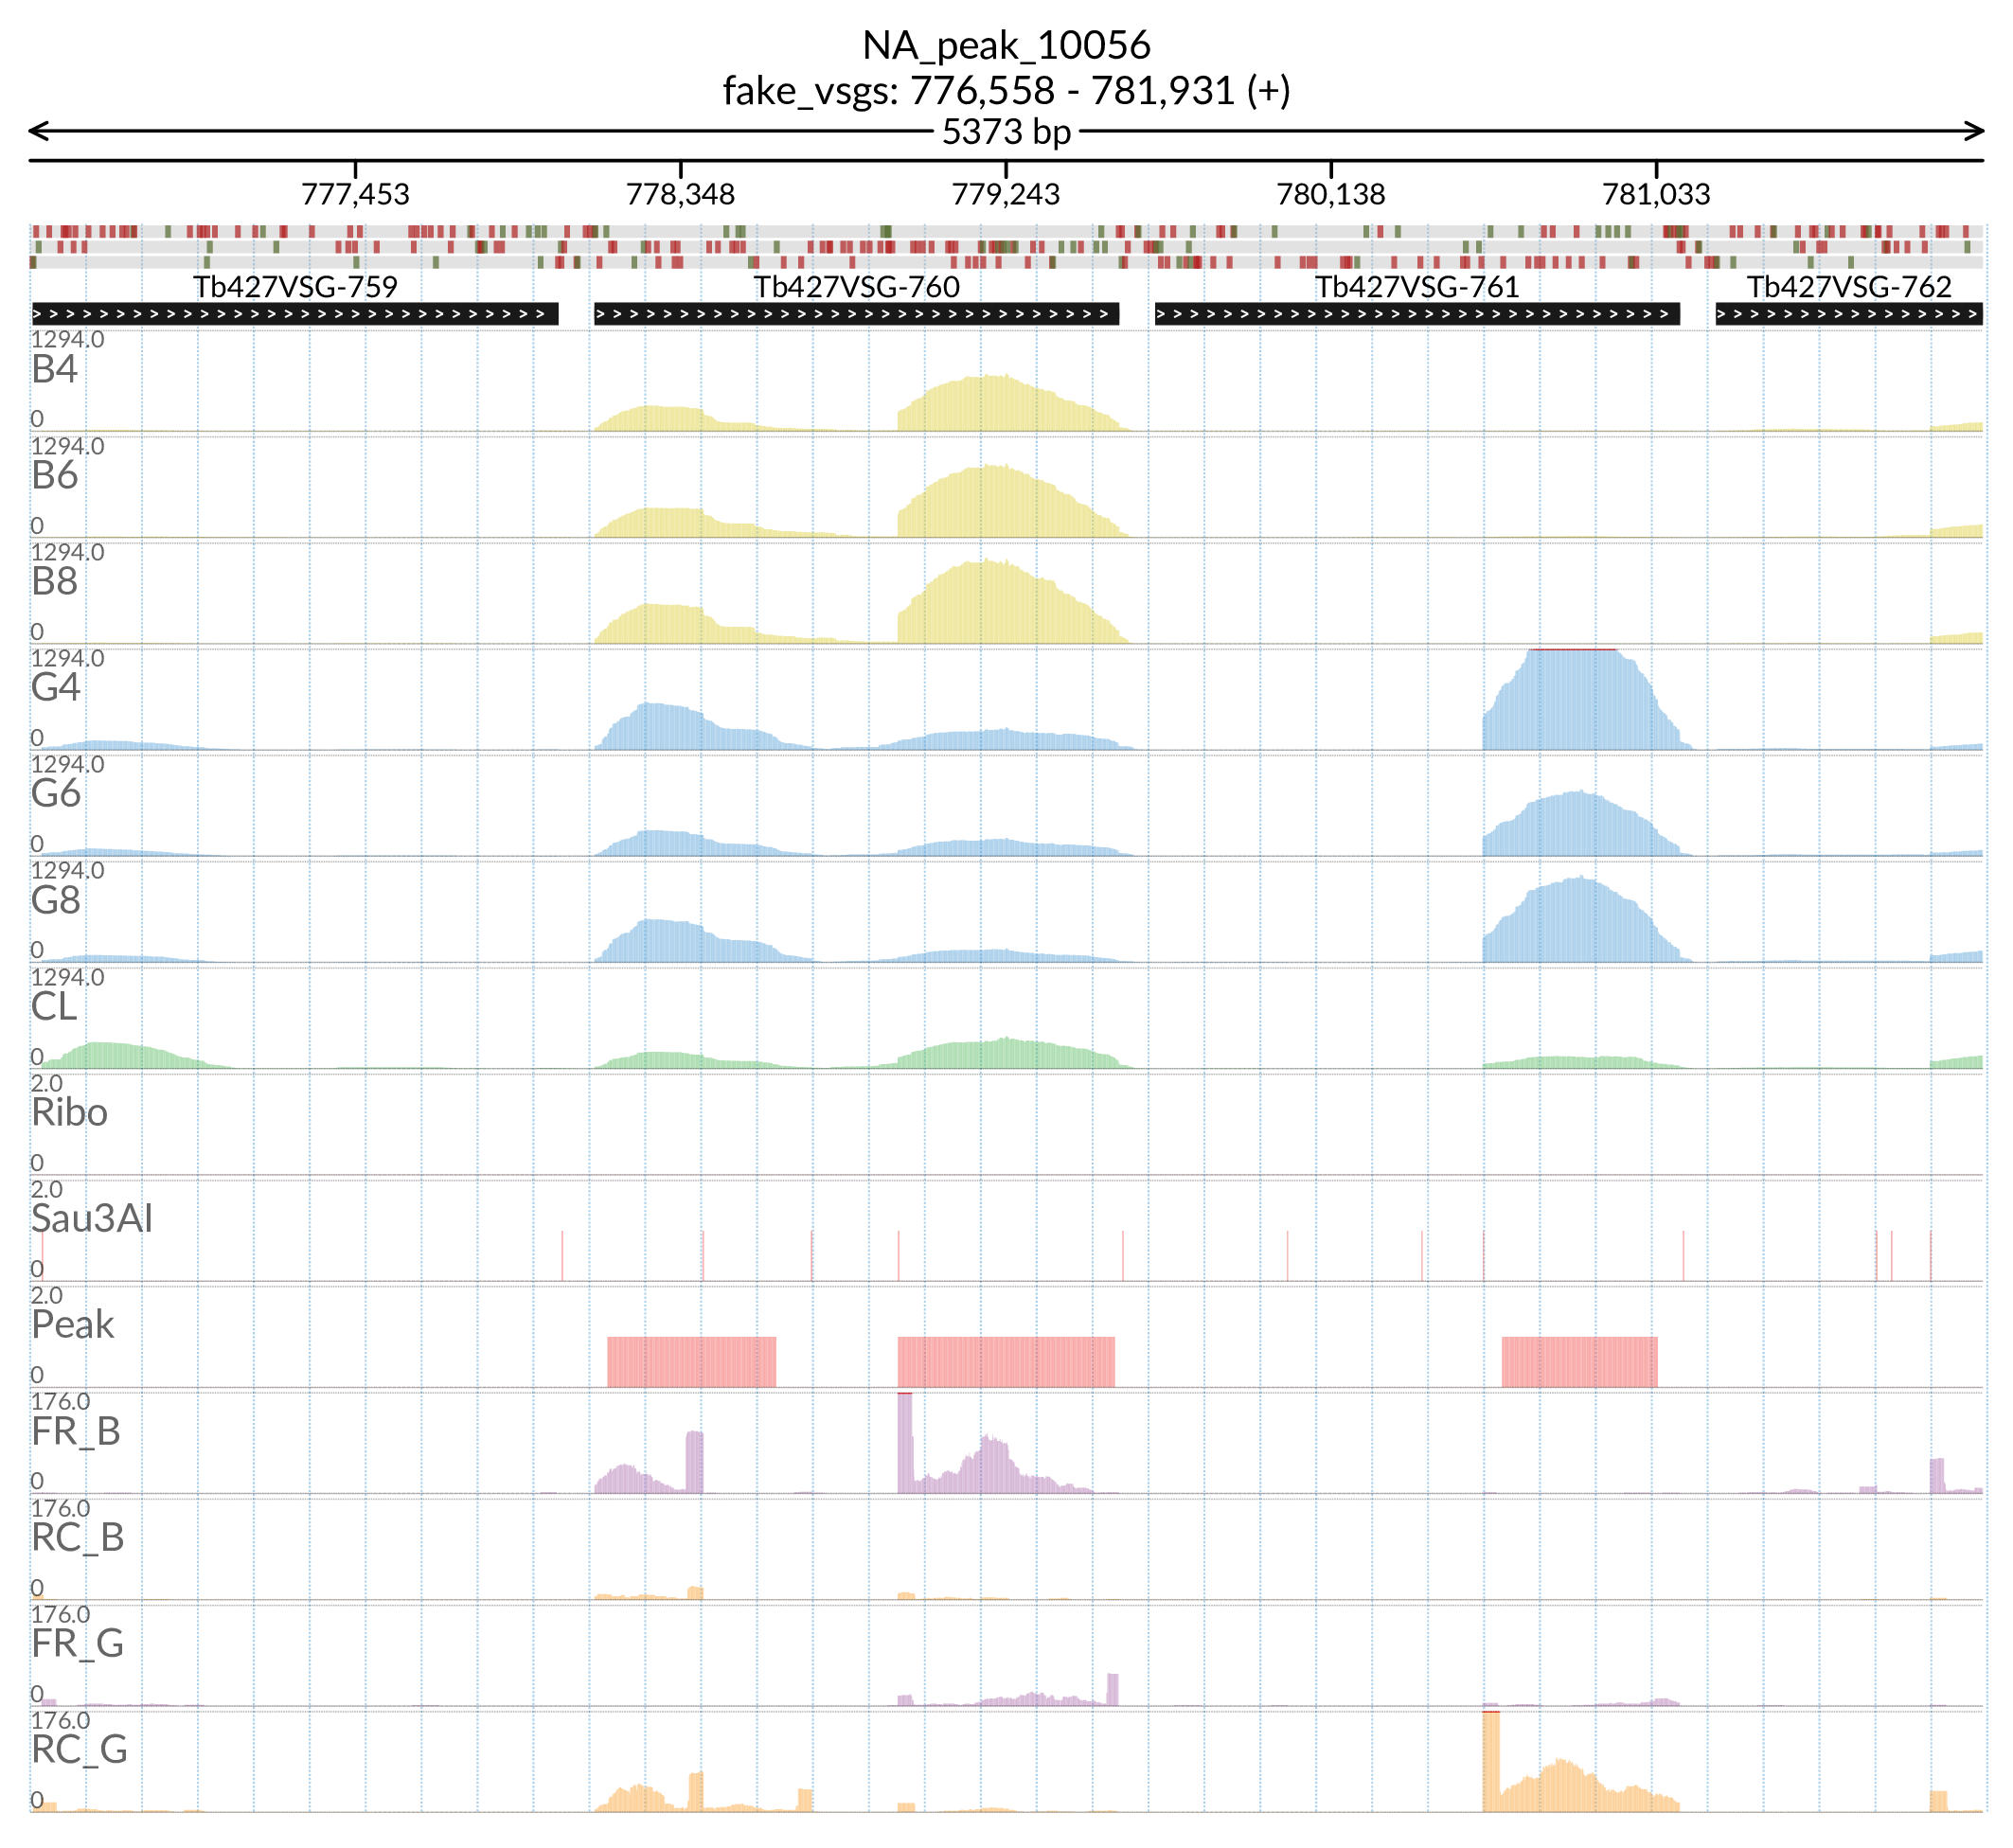 NA_peak_10056
fake_vsgs: 776,558 - 781,931 (+)
5373 bp
777,453 778,348 779,243 780,138 781,033
Tb427VSG-759 Tb427VSG-760 Tb427VSG-761 Tb427VSG-762
1294.0
B4
0
1294.0
B6
0
1294.0
B8
0
1294.0
G4
0
1294.0
G6
0
1294.0
G8
0
1294.0
CL
0
2.0
Ribo
0
2.0
Sau3AI
0
2.0
Peak
0
176.0
FR_B
0
176.0
RC_B
0
176.0
FR_G
0
176.0
RC_G
0